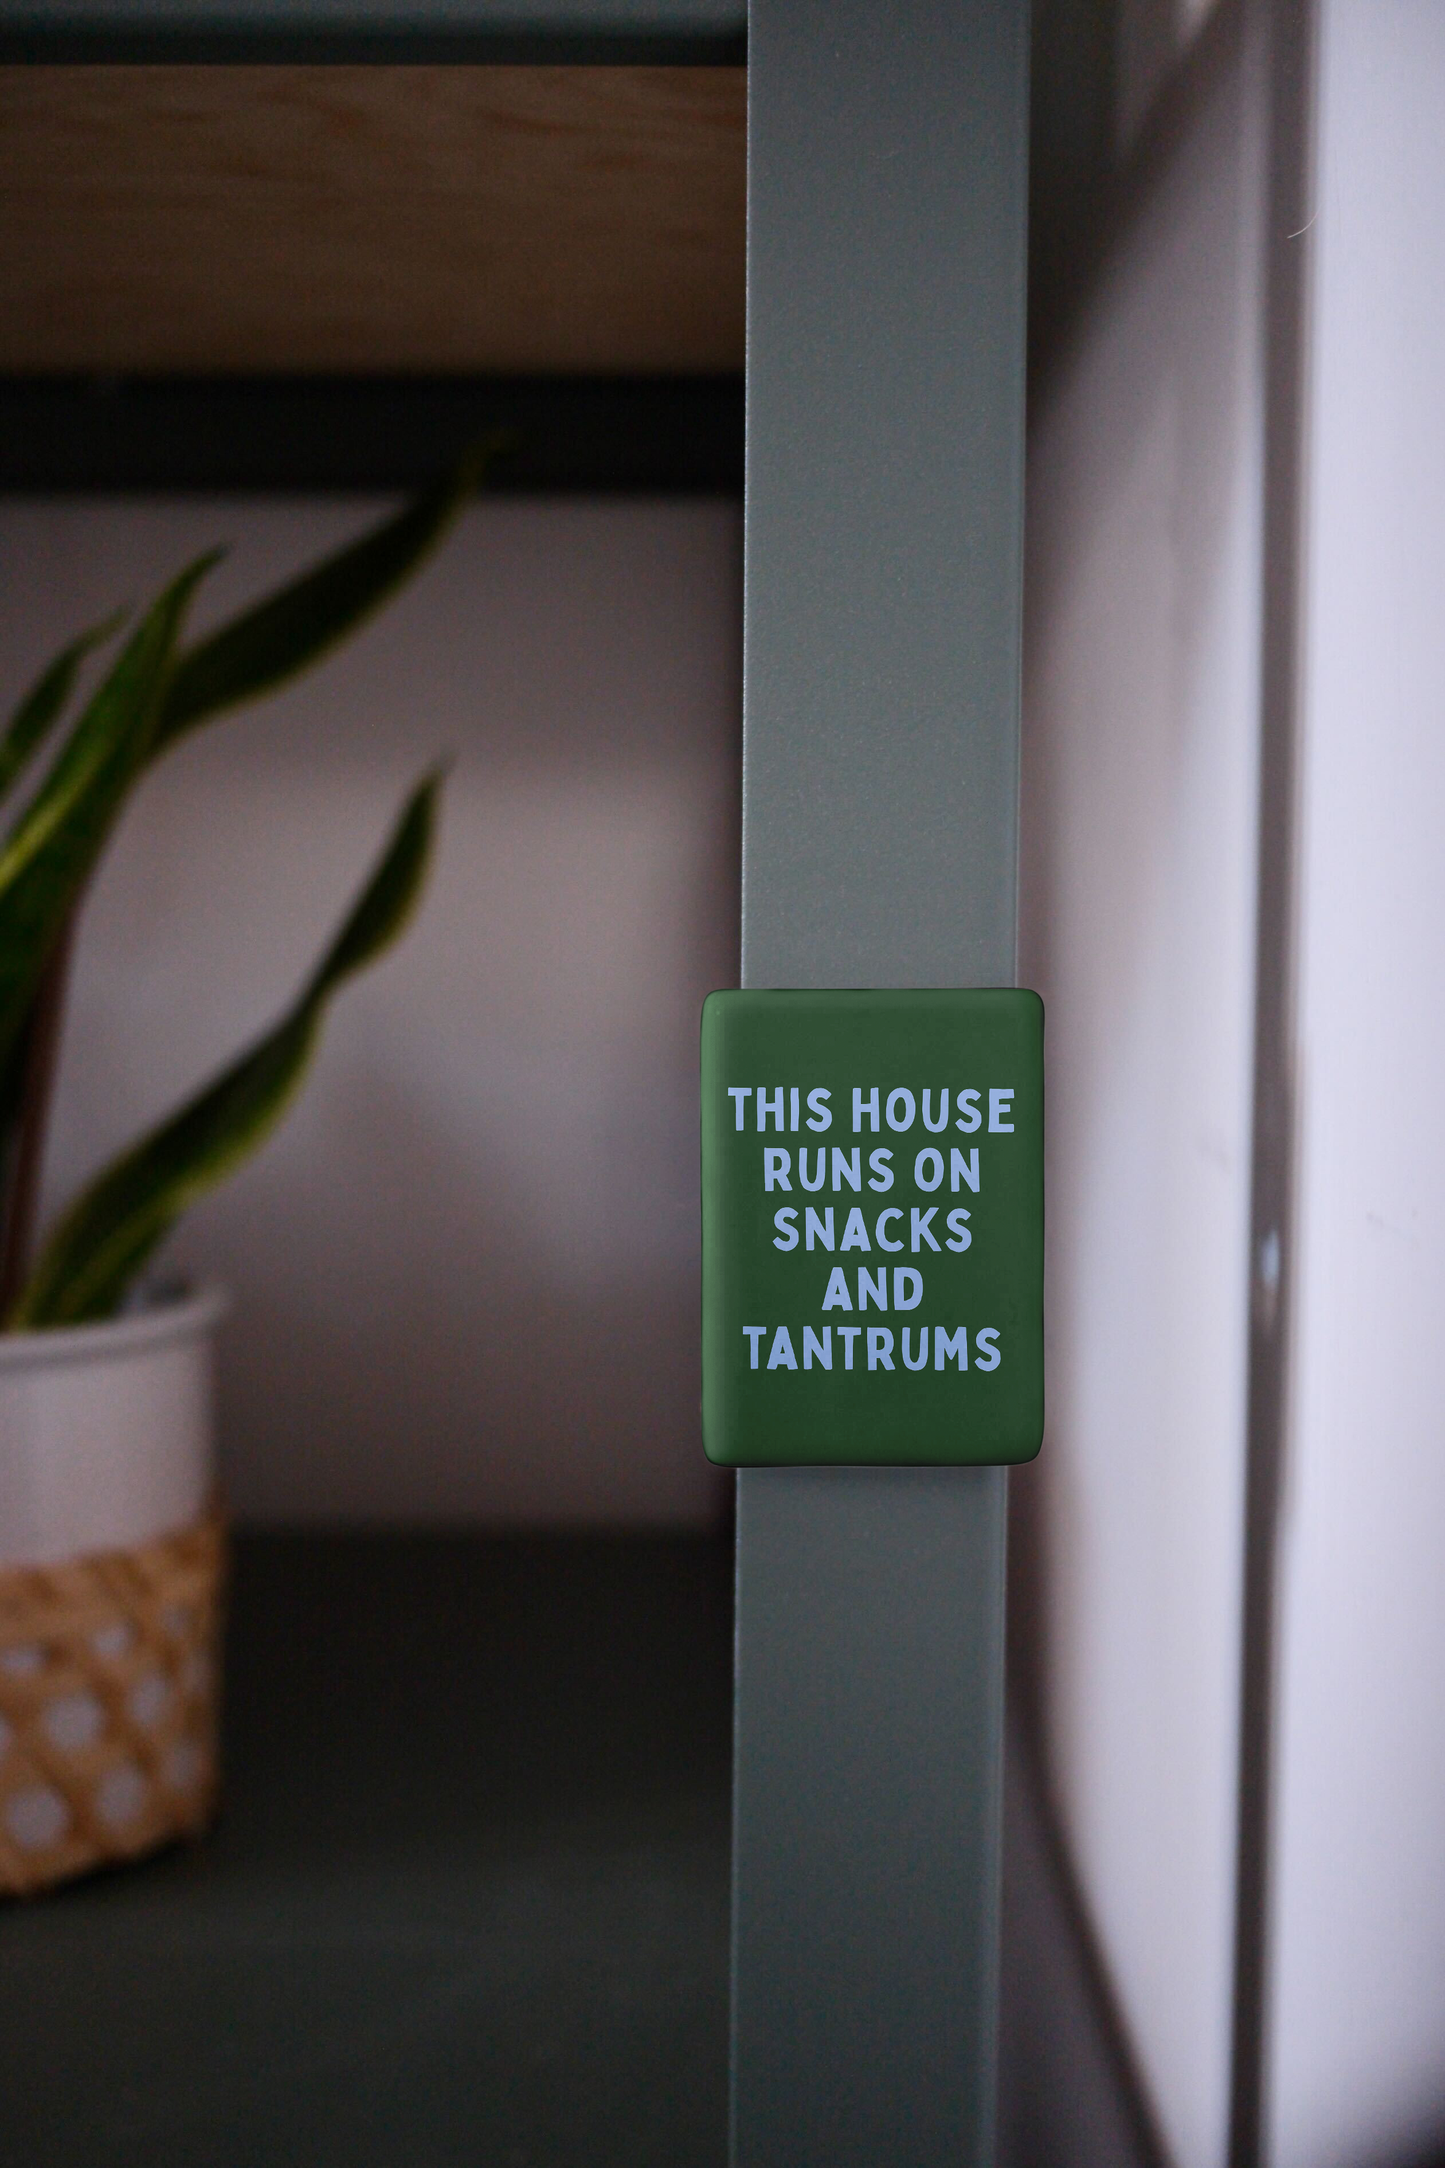 THIS HOUSE
RUNS ON
SNACKS
AND
TANTRUMS